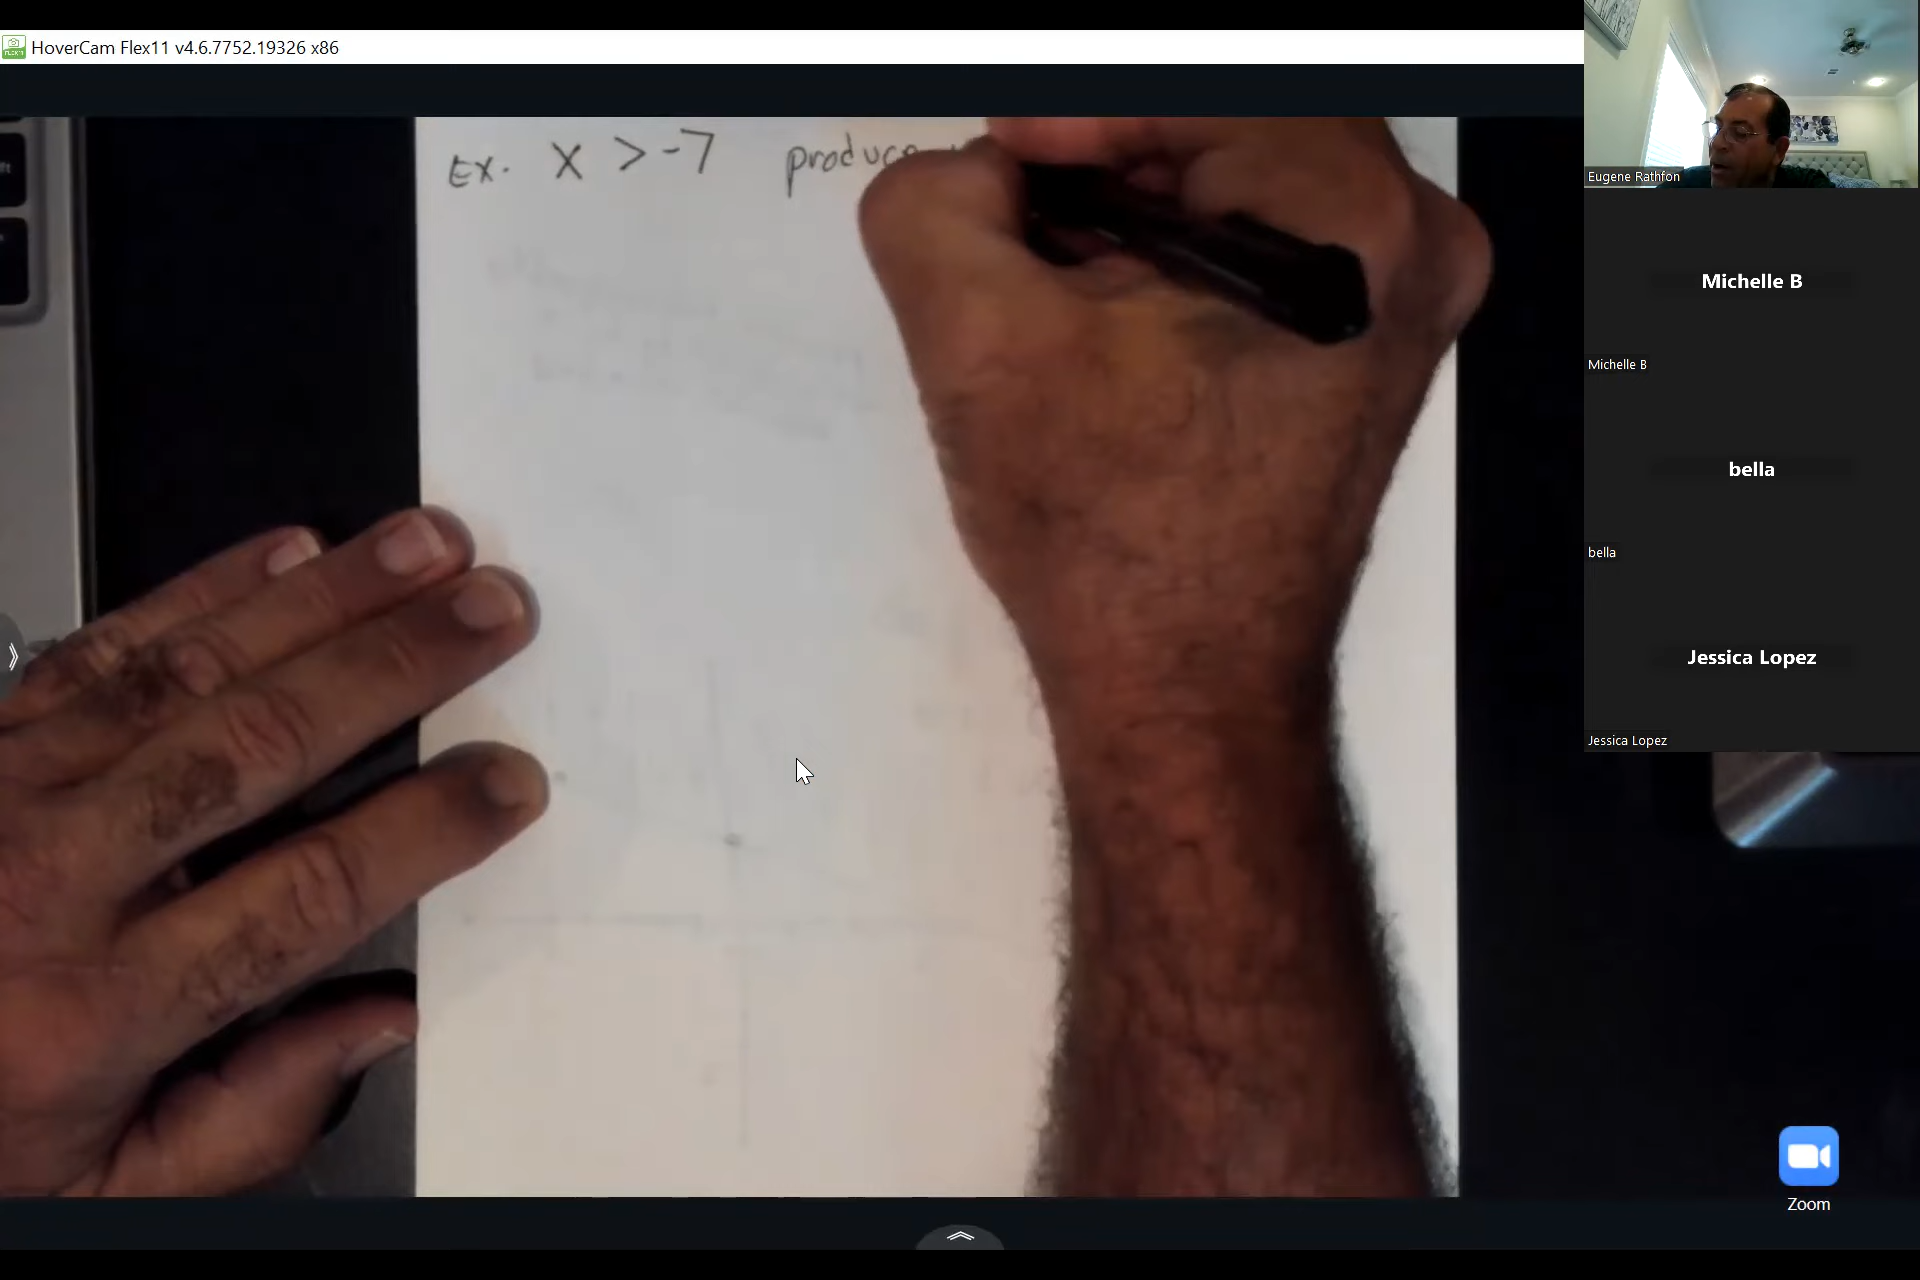 HoverCam Flex11 v4.6.7752.19326 x86
Ex. x > -7 produce
Eugene Rathfon
Michelle B
Michelle B
bella
bella
Jessica Lopez
Jessica Lopez
Zoom